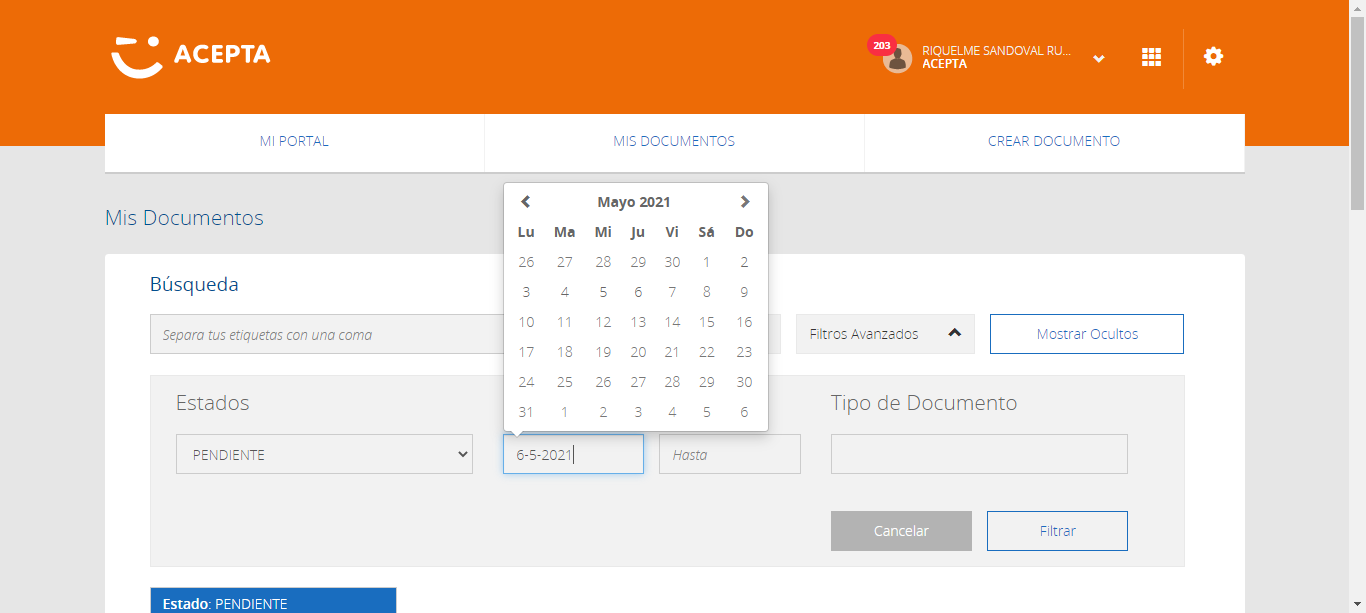 ACEPTA
203
RIQUELME SANDOVAL RU...
ACEPTA
MI PORTAL
MIS DOCUMENTOS
CREAR DOCUMENTO
Mis Documentos
Mayo 2021
Lu Ma Mi Ju Vi Sá Do
26 27 28 29 30 1 2
3 4 5 6 7 8 9
10 11 12 13 14 15 16
17 18 19 20 21 22 23
24 25 26 27 28 29 30
31 1 2 3 4 5 6
Búsqueda
Separa tus etiquetas con una coma
Filtros Avanzados
Mostrar Ocultos
Estados
Tipo de Documento
PENDIENTE
6-5-2021
Hasta
Cancelar
Filtrar
Estado: PENDIENTE